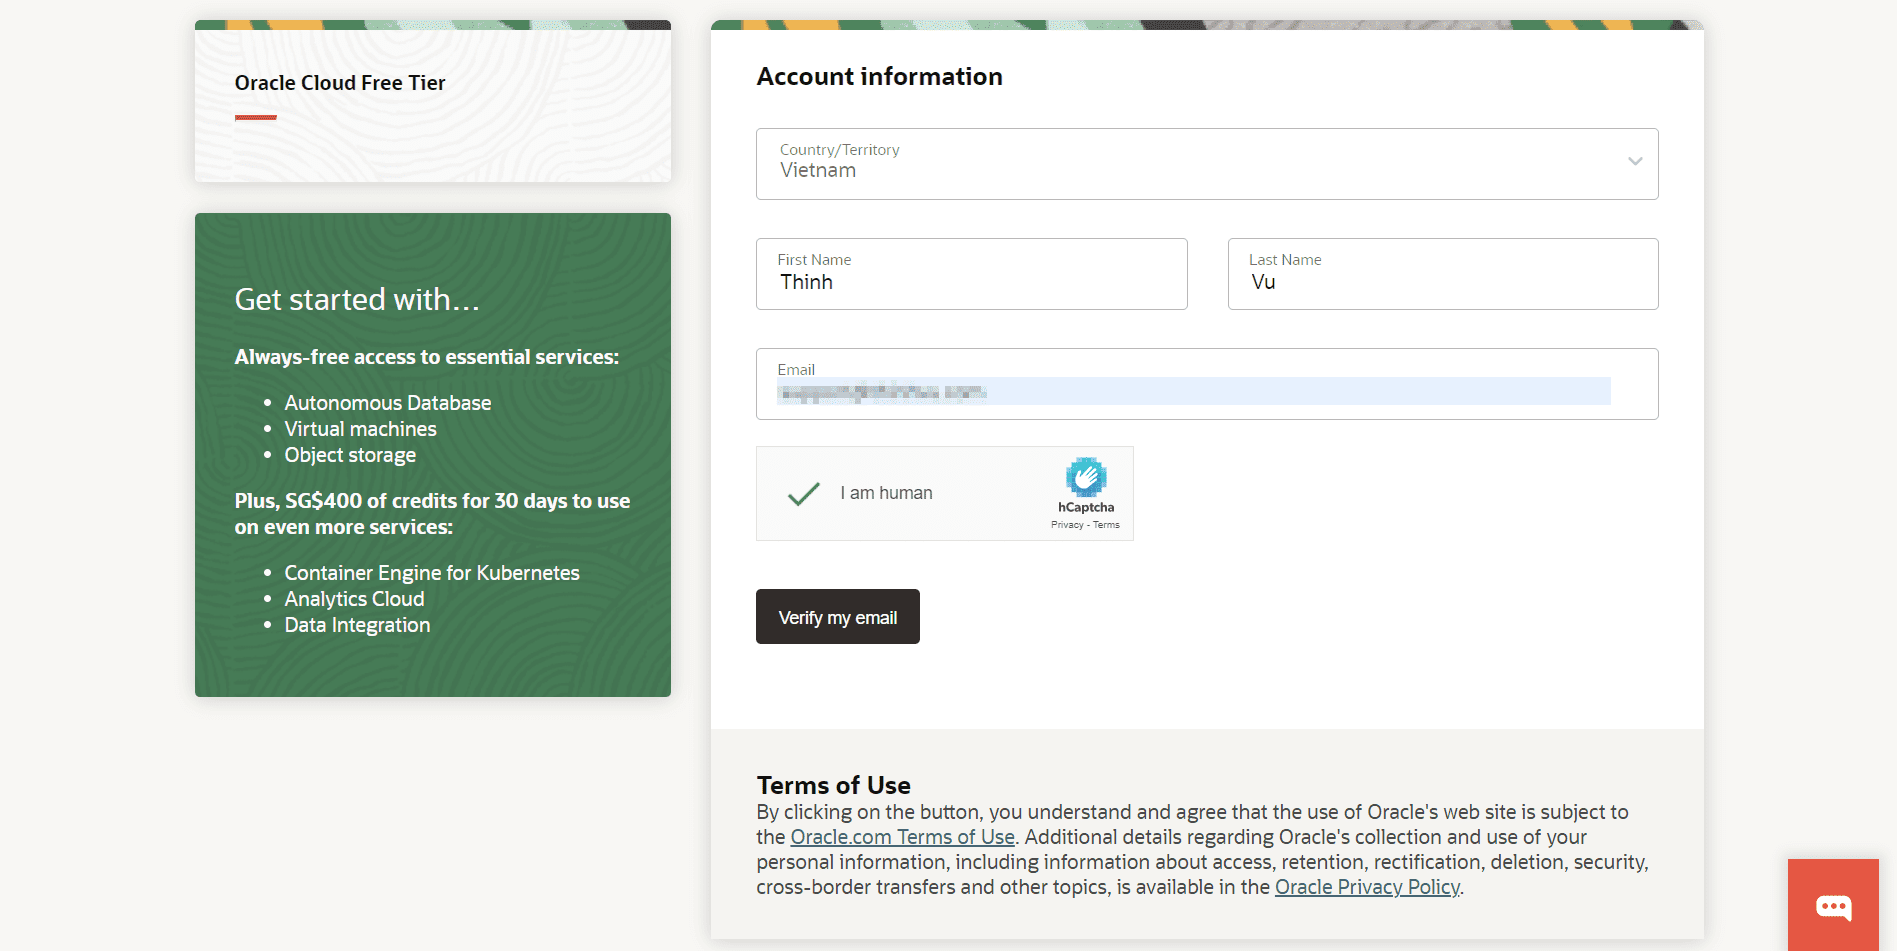 Oracle Cloud Free Tier
Get started with...
Always-free access to essential services:
• Autonomous Database
• Virtual machines
• Object storage
Plus, SG$400 of credits for 30 days to use
on even more services:
• Container Engine for Kubernetes
• Analytics Cloud
• Data Integration
Account information
Country/Territory
Vietnam
First Name
Thinh
Last Name
Vu
Email
I am human
hCaptcha
Privacy - Terms
Verify my email
Terms of Use
By clicking on the button, you understand and agree that the use of Oracle's web site is subject to
the Oracle.com Terms of Use. Additional details regarding Oracle's collection and use of your
personal information, including information about access, retention, rectification, deletion, security,
cross-border transfers and other topics, is available in the Oracle Privacy Policy.